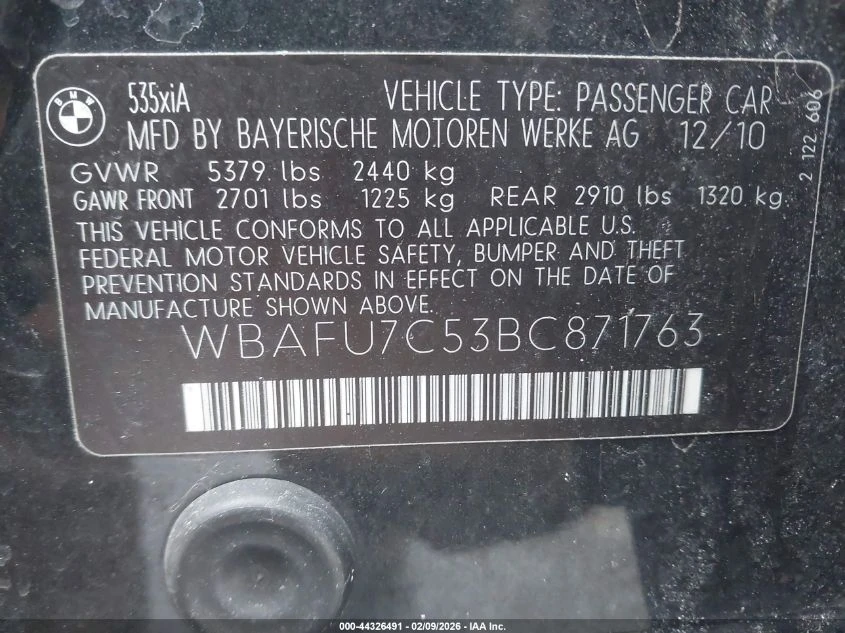 BMW
535xiA VEHICLE TYPE: PASSENGER CAR
MFD BY BAYERISCHE MOTOREN WERKE AG 12/10
GVWR 5379 lbs 2440 kg
GAWR FRONT 2701 lbs 1225 kg REAR 2910 lbs 1320 kg.
THIS VEHICLE CONFORMS TO ALL APPLICABLE U.S.
FEDERAL MOTOR VEHICLE SAFETY, BUMPER AND THEFT
PREVENTION STANDARDS IN EFFECT ON THE DATE OF
MANUFACTURE SHOWN ABOVE.
WBAFU7C53BC871763
2 122 606
000-44326491 - 02/09/2026 - IAA Inc.